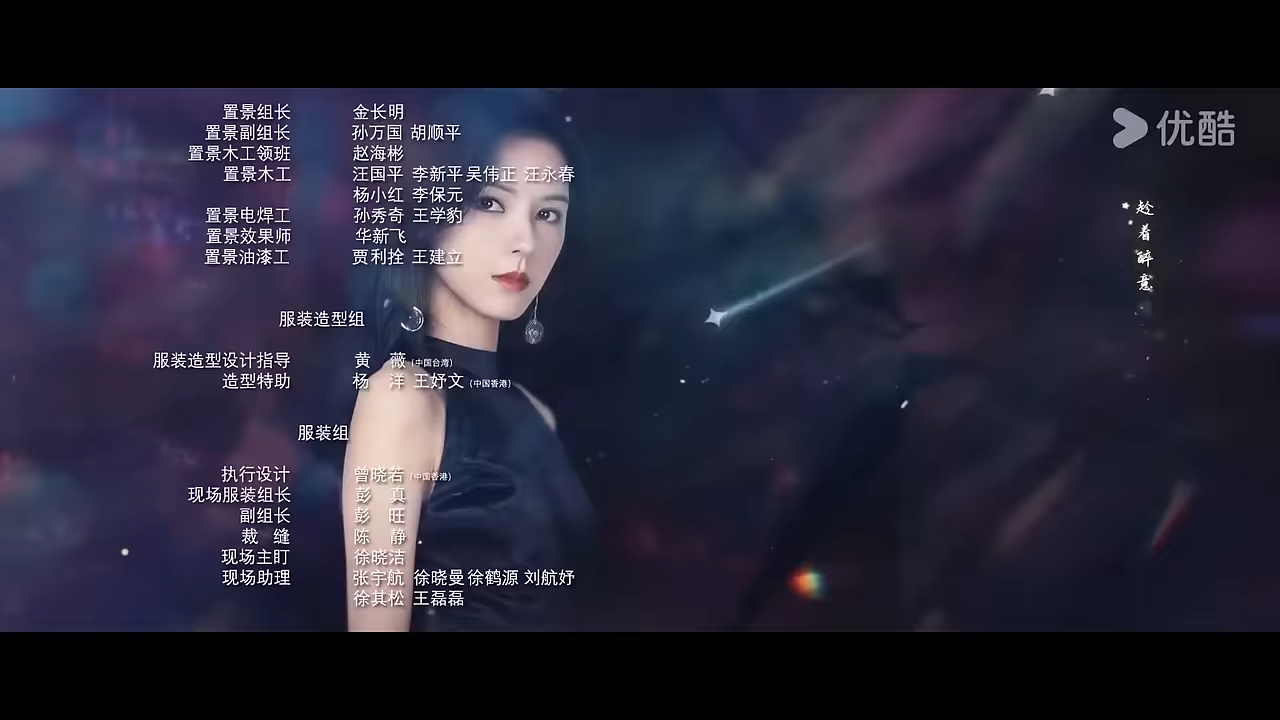 置景组长 金长明
置景副组长 孙万国 胡顺平
置景木工领班 赵海彬
置景木工 汪国平 李新平 吴伟正 汪永春
杨小红 李保元
置景电焊工 孙秀奇 王学豹
置景效果师 华新飞
置景油漆工 贾利拴 王建立
服装造型组
服装造型设计指导 黄 薇 (中国台湾)
造型特助 杨 洋 王妤文 (中国香港)
服装组
执行设计 曾晓若 (中国香港)
现场服装组长 彭 真
副组长 彭 旺
裁 缝 陈 静
现场主盯 徐晓洁
现场助理 张宇航 徐晓曼 徐鹤源 刘航妤
徐其松 王磊磊
优酷
趁着醉意